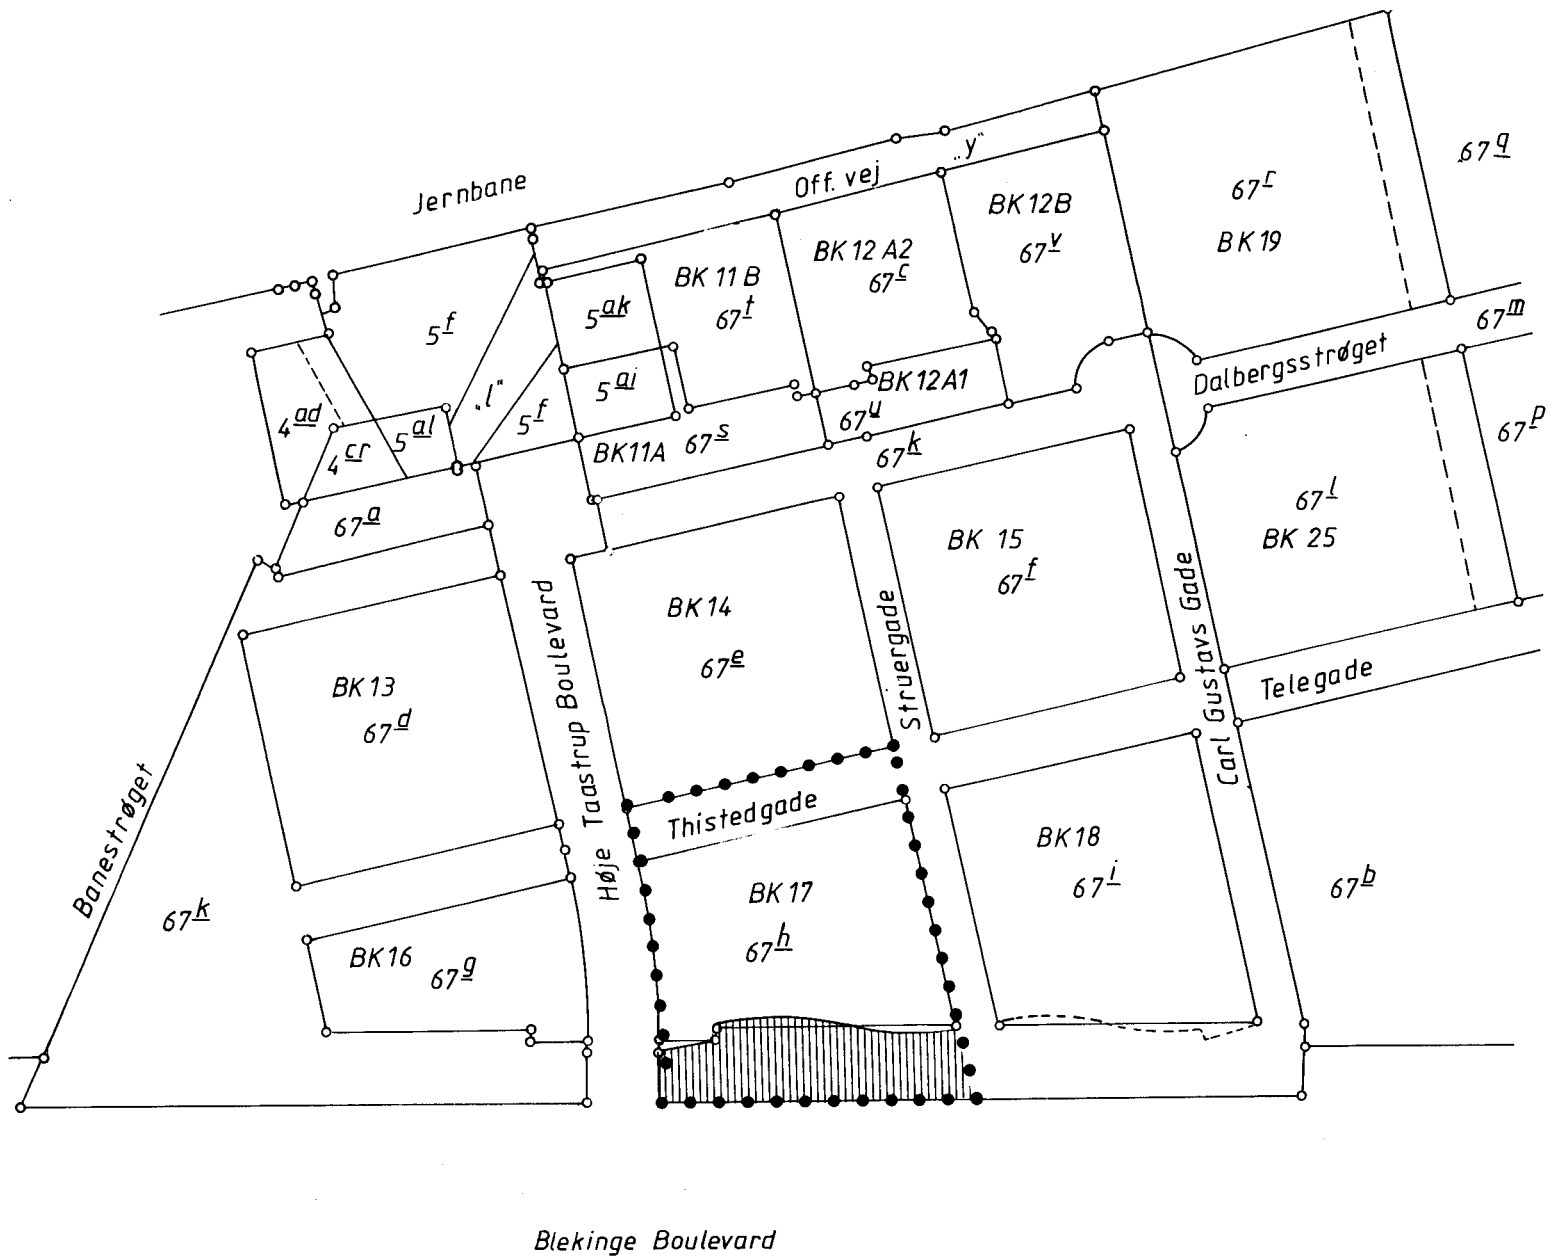 Jernbane
Off. vej
„y"
67q
67r
BK 19
BK 12B
67v
BK 12 A2
67c
BK 11 B
67t
5ak
5f
„l"
5ai
5f
BK 12A1
67u
67m
Dalbergsstrøget
67p
4ad
4cr
5al
BK11A
67s
67k
67a
67l
BK 25
BK 15
67f
BK 14
67e
Struergade
Carl Gustavs Gade
Telegade
BK 13
67d
Høje Taastrup Boulevard
Banestrøget
Thistedgade
BK 18
67i
67b
BK 17
67h
67k
BK16
67g
Blekinge Boulevard